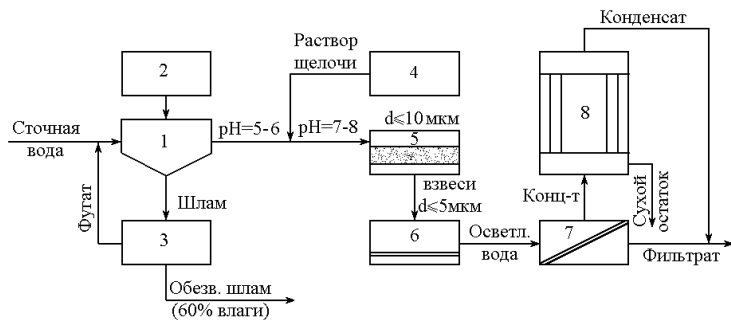 Конденсат
Раствор
щелочи
2
4
8
d⩽10 мкм
Сточная
вода
1
pH=5-6
pH=7-8
5
взвеси
d⩽5мкм
Фугат
Шлам
Конц-т
Сухой
остаток
3
6
Осветл.
вода
7
Фильтрат
Обезв. шлам
(60% влаги)